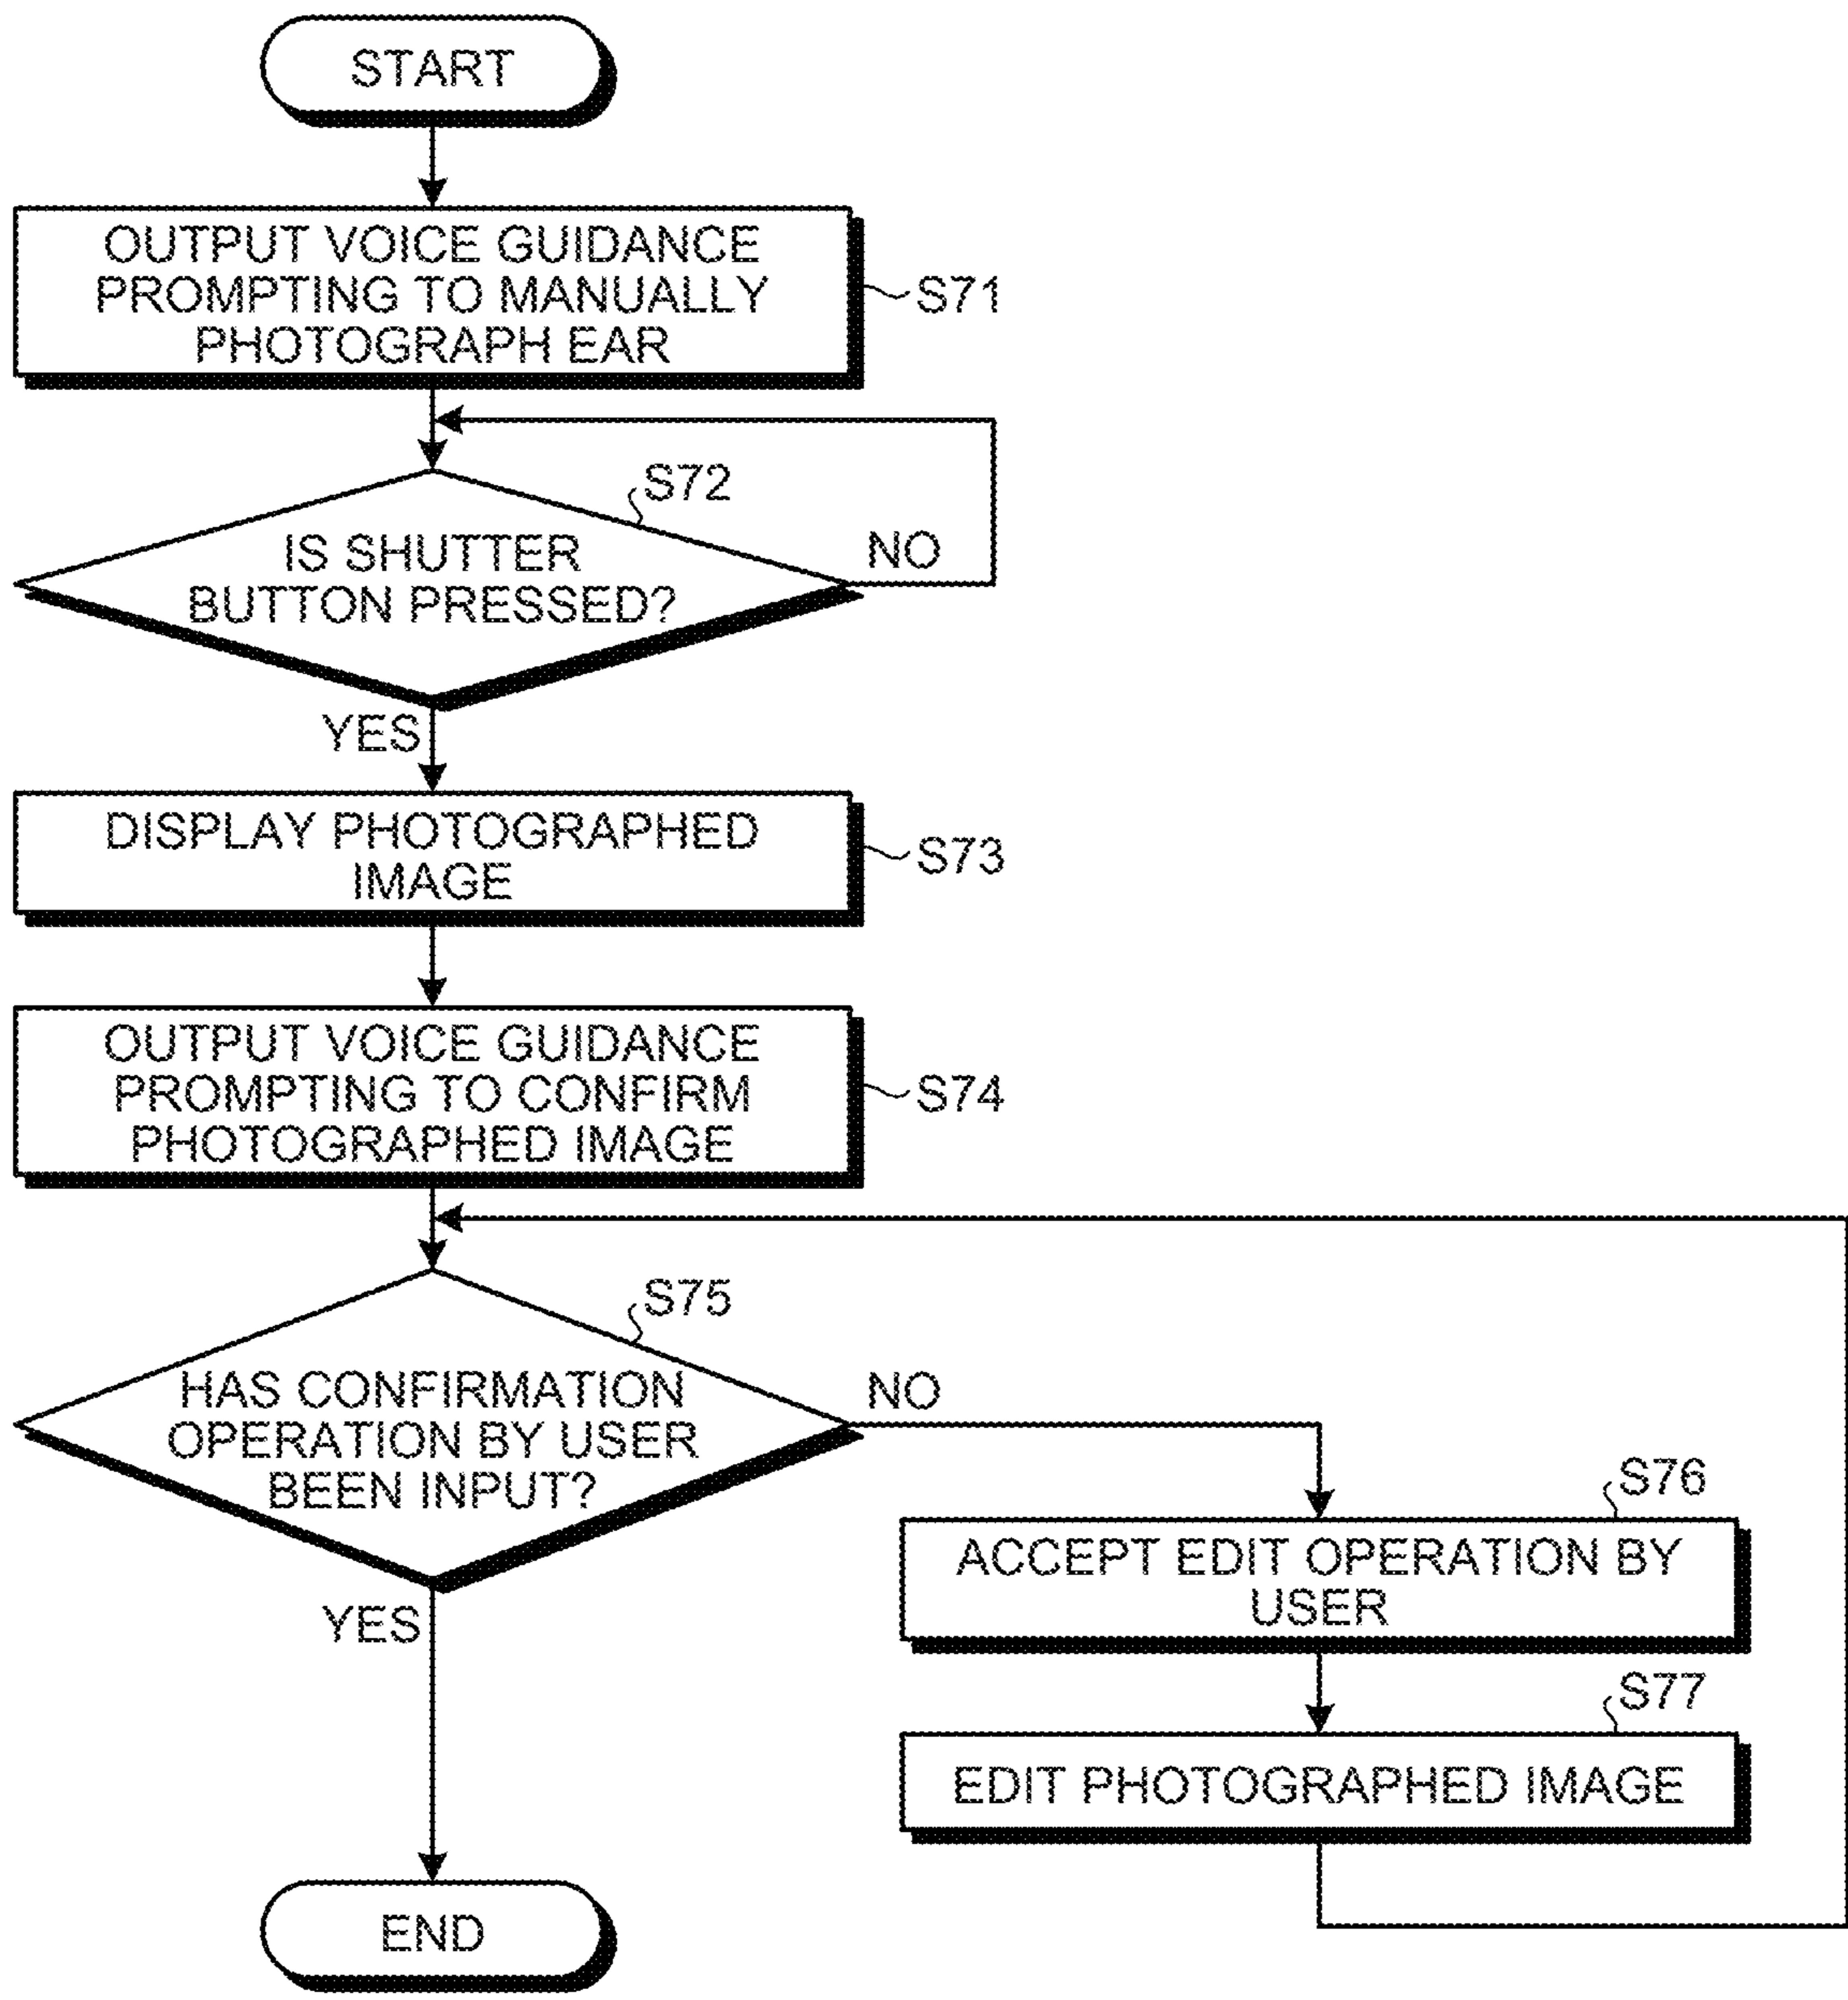 START
OUTPUT VOICE GUIDANCE
PROMPTING TO MANUALLY
PHOTOGRAPH EAR
S71
S72
IS SHUTTER
BUTTON PRESSED?
NO
YES
DISPLAY PHOTOGRAPHED
IMAGE
S73
OUTPUT VOICE GUIDANCE
PROMPTING TO CONFIRM
PHOTOGRAPHED IMAGE
S74
S75
HAS CONFIRMATION
OPERATION BY USER
BEEN INPUT?
NO
YES
S76
ACCEPT EDIT OPERATION BY
USER
S77
EDIT PHOTOGRAPHED IMAGE
END